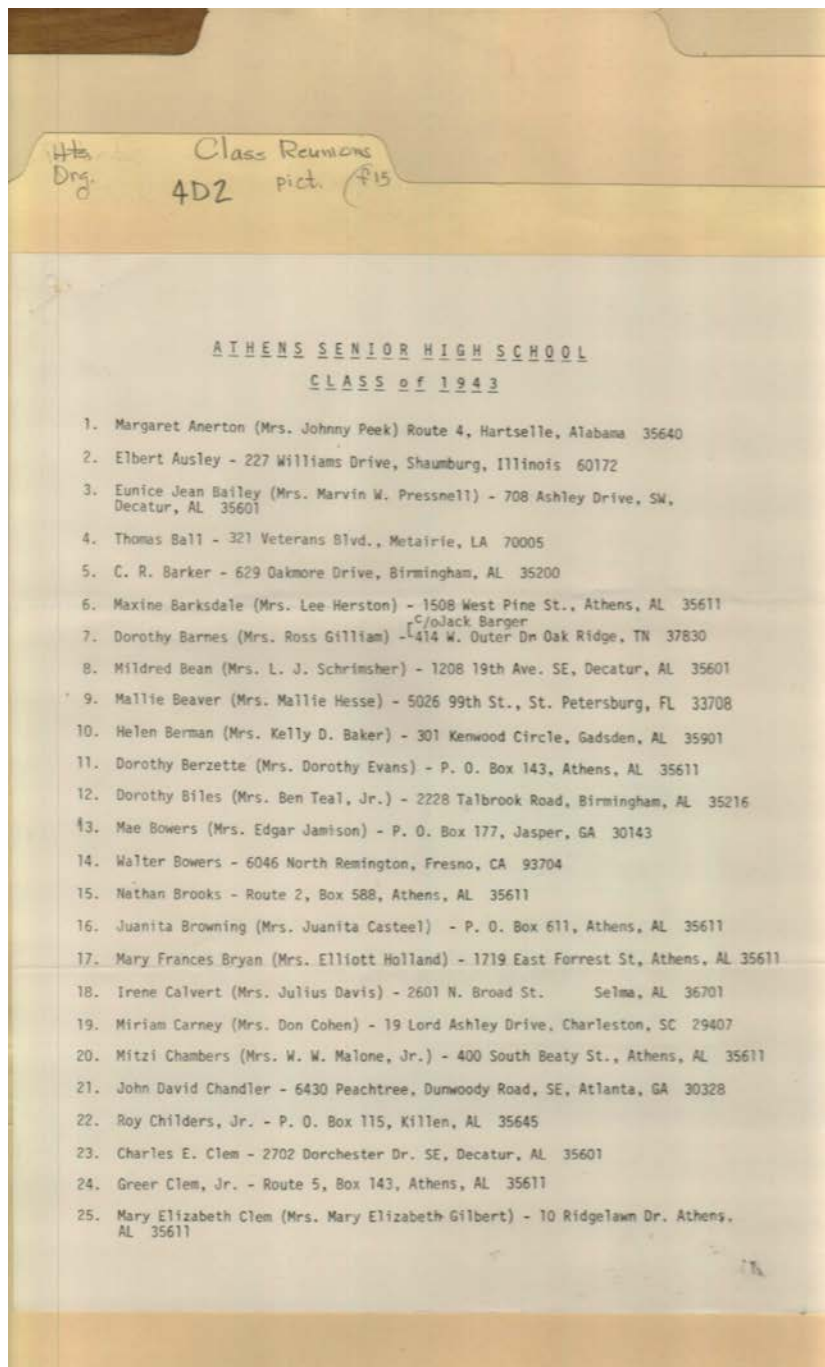 Hts. Class Reunions
Drg. 4D2 pict.
ATHENS SENIOR HIGH SCHOOL
CLASS of 1943
1. Margaret Anerton (Mrs. Johnny Peek) Route 4, Hartselle, Alabama 35640
2. Elbert Ausley - 227 Williams Drive, Shaumburg, Illinois 60172
3. Eunice Jean Bailey (Mrs. Marvin W. Pressnell) - 708 Ashley Drive, SW,
Decatur, AL 35601
4. Thomas Ball - 321 Veterans Blvd., Metairie, LA 70005
5. C. R. Barker - 629 Oakmore Drive, Birmingham, AL 35200
6. Maxine Barksdale (Mrs. Lee Herston) - 1508 West Pine St., Athens, AL 35611
c/oJack Barger
7. Dorothy Barnes (Mrs. Ross Gilliam) - 414 W. Outer Dr. Oak Ridge, TN 37830
8. Mildred Bean (Mrs. L. J. Schrimsher) - 1208 19th Ave. SE, Decatur, AL 35601
9. Mallie Beaver (Mrs. Mallie Hesse) - 5026 99th St., St. Petersburg, FL 33708
10. Helen Berman (Mrs. Kelly D. Baker) - 301 Kenwood Circle, Gadsden, AL 35901
11. Dorothy Berzette (Mrs. Dorothy Evans) - P. O. Box 143, Athens, AL 35611
12. Dorothy Biles (Mrs. Ben Teal, Jr.) - 2228 Talbrook Road, Birmingham, AL 35216
13. Mae Bowers (Mrs. Edgar Jamison) - P. O. Box 177, Jasper, GA 30143
14. Walter Bowers - 6046 North Remington, Fresno, CA 93704
15. Nathan Brooks - Route 2, Box 588, Athens, AL 35611
16. Juanita Browning (Mrs. Juanita Casteel) - P. O. Box 611, Athens, AL 35611
17. Mary Frances Bryan (Mrs. Elliott Holland) - 1719 East Forrest St, Athens, AL 35611
18. Irene Calvert (Mrs. Julius Davis) - 2601 N. Broad St. Selma, AL 36701
19. Miriam Carney (Mrs. Don Cohen) - 19 Lord Ashley Drive, Charleston, SC 29407
20. Mitzi Chambers (Mrs. W. W. Malone, Jr.) - 400 South Beaty St., Athens, AL 35611
21. John David Chandler - 6430 Peachtree, Dunwoody Road, SE, Atlanta, GA 30328
22. Roy Childers, Jr. - P. O. Box 115, Killen, AL 35645
23. Charles E. Clem - 2702 Dorchester Dr. SE, Decatur, AL 35601
24. Greer Clem, Jr. - Route 5, Box 143, Athens, AL 35611
25. Mary Elizabeth Clem (Mrs. Mary Elizabeth Gilbert) - 10 Ridgelawn Dr. Athens,
AL 35611